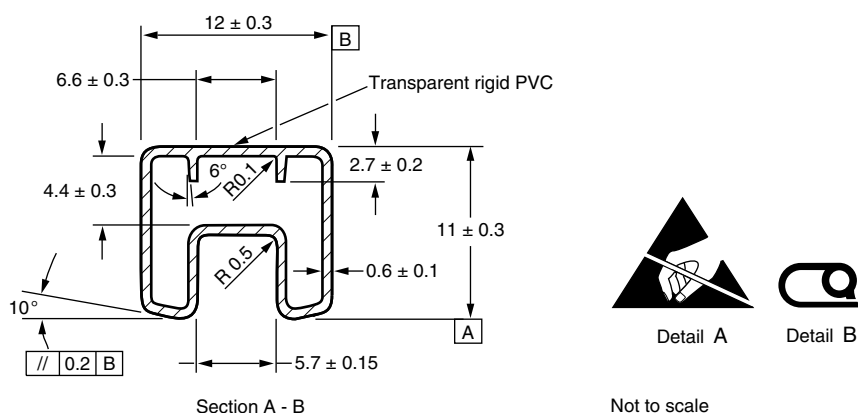 12 ± 0.3
B
6.6 ± 0.3
Transparent rigid PVC
6°
R0.1
2.7 ± 0.2
4.4 ± 0.3
11 ± 0.3
R 0.5
0.6 ± 0.1
10°
A
// 0.2 B
5.7 ± 0.15
Detail A
Detail B
Section A - B
Not to scale